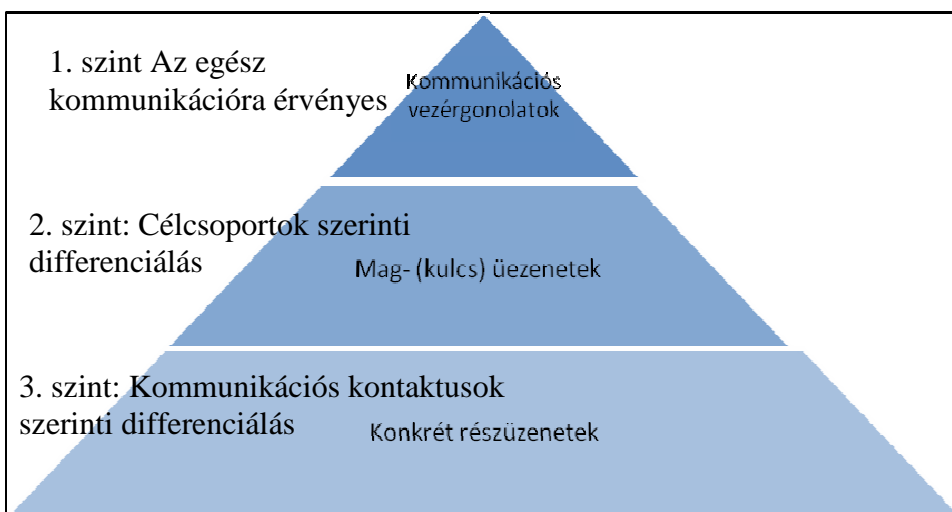 1. szint Az egész
kommunikációra érvényes
Kommunikációs
vezérgonolatok
2. szint: Célcsoportok szerinti
differenciálás
Mag- (kulcs) üezenetek
3. szint: Kommunikációs kontaktusok
szerinti differenciálás
Konkrét részüzenetek